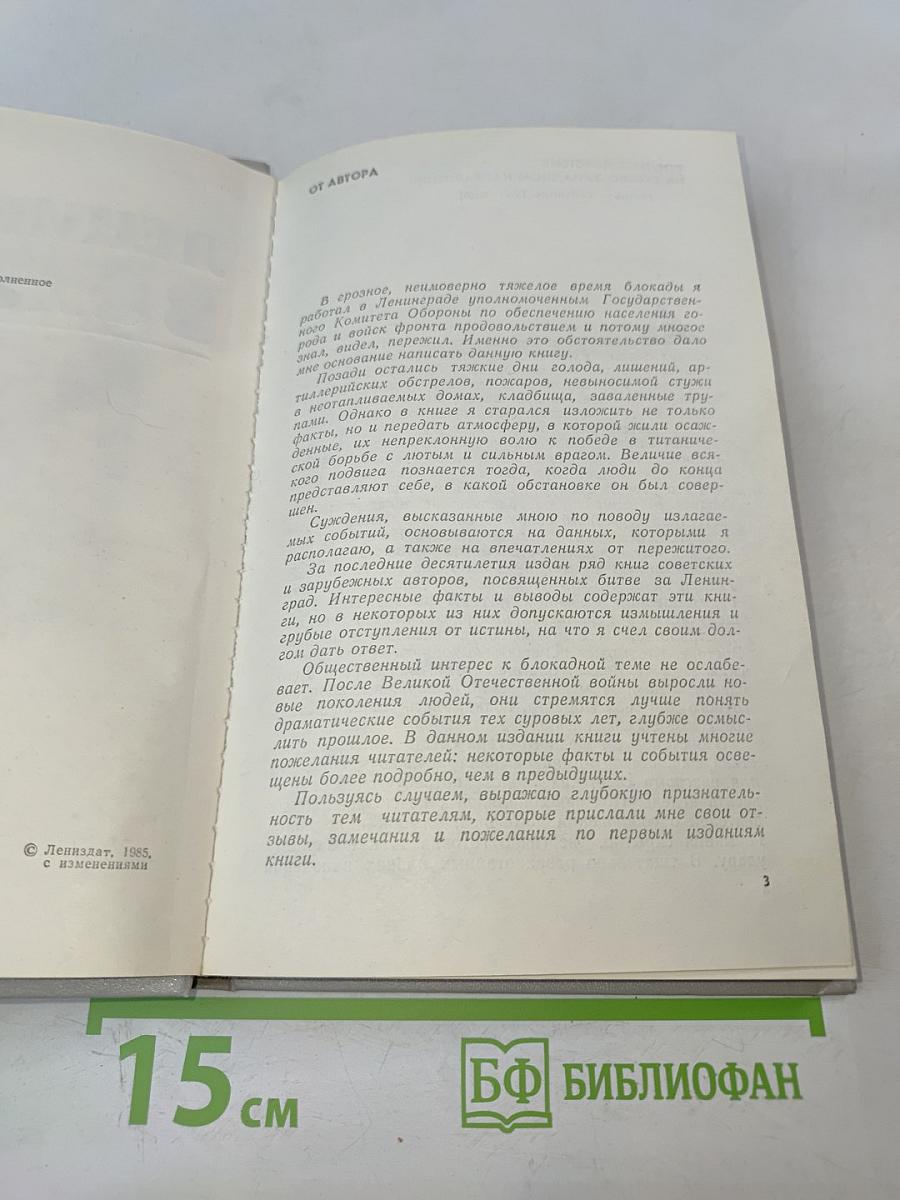 олненное
© Лениздат, 1985,
с изменениями
ОТ АВТОРА
В грозное, неимоверно тяжелое время блокады я
работал в Ленинграде уполномоченным Государствен-
ного Комитета Обороны по обеспечению населения го-
рода и войск фронта продовольствием и потому многое
знал, видел, пережил. Именно это обстоятельство дало
мне основание написать данную книгу.
Позади остались тяжкие дни голода, лишений, ар-
тиллерийских обстрелов, пожаров, невыносимой стужи
в неотапливаемых домах, кладбища, заваленные тру-
пами. Однако в книге я старался изложить не только
факты, но и передать атмосферу, в которой жили осаж-
денные, их непреклонную волю к победе в титаниче-
ской борьбе с лютым и сильным врагом. Величие вся-
кого подвига познается тогда, когда люди до конца
представляют себе, в какой обстановке он был совер-
шен.
Суждения, высказанные мною по поводу излагае-
мых событий, основываются на данных, которыми я
располагаю, а также на впечатлениях от пережитого.
За последние десятилетия издан ряд книг советских
и зарубежных авторов, посвященных битве за Ленин-
град. Интересные факты и выводы содержат эти кни-
ги, но в некоторых из них допускаются измышления и
грубые отступления от истины, на что я счел своим дол-
гом дать ответ.
Общественный интерес к блокадной теме не ослабе-
вает. После Великой Отечественной войны выросли но-
вые поколения людей, они стремятся лучше понять
драматические события тех суровых лет, глубже осмыс-
лить прошлое. В данном издании книги учтены многие
пожелания читателей: некоторые факты и события осве-
щены более подробно, чем в предыдущих.
Пользуясь случаем, выражаю глубокую признатель-
ность тем читателям, которые прислали мне свои от-
зывы, замечания и пожелания по первым изданиям
книги.
3
15 см
БФ БИБЛИОФАН